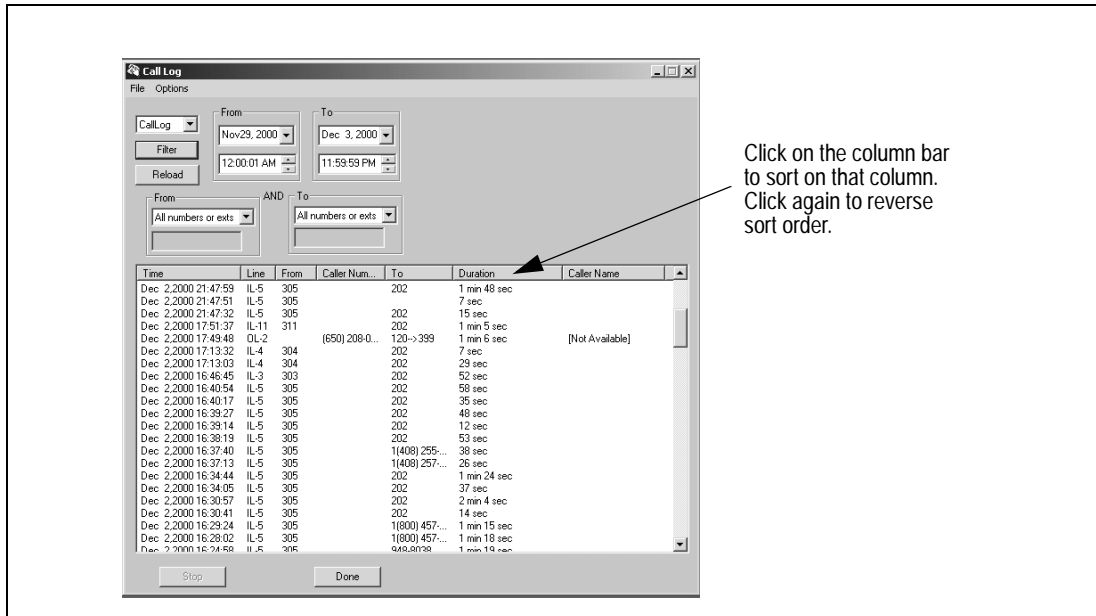 Call Log
File Options
CallLog
Filter
Reload
From
Nov29, 2000
12:00:01 AM
To
Dec 3, 2000
11:59:59 PM
From
All numbers or exts
AND
To
All numbers or exts
Time Line From Caller Num... To Duration Caller Name
Dec 2,2000 21:47:59 IL-5 305 202 1 min 48 sec
Dec 2,2000 21:47:51 IL-5 305 7 sec
Dec 2,2000 21:47:32 IL-5 305 202 15 sec
Dec 2,2000 17:51:37 IL-11 311 202 1 min 5 sec
Dec 2,2000 17:49:48 OL-2 (650) 208-0... 120-->399 1 min 6 sec [Not Available]
Dec 2,2000 17:13:32 IL-4 304 202 7 sec
Dec 2,2000 17:13:03 IL-4 304 202 29 sec
Dec 2,2000 16:46:45 IL-3 303 202 52 sec
Dec 2,2000 16:40:54 IL-5 305 202 58 sec
Dec 2,2000 16:40:17 IL-5 305 202 35 sec
Dec 2,2000 16:39:27 IL-5 305 202 48 sec
Dec 2,2000 16:39:14 IL-5 305 202 12 sec
Dec 2,2000 16:38:19 IL-5 305 202 53 sec
Dec 2,2000 16:37:40 IL-5 305 1(408) 255-... 38 sec
Dec 2,2000 16:37:13 IL-5 305 1(408) 257-... 26 sec
Dec 2,2000 16:34:44 IL-5 305 202 1 min 24 sec
Dec 2,2000 16:34:05 IL-5 305 202 37 sec
Dec 2,2000 16:30:57 IL-5 305 202 2 min 4 sec
Dec 2,2000 16:30:41 IL-5 305 202 14 sec
Dec 2,2000 16:29:24 IL-5 305 1(800) 457-... 1 min 15 sec
Dec 2,2000 16:28:02 IL-5 305 1(800) 457-... 1 min 18 sec
Dec 2,2000 16:24:58 IL-5 305 948-8038 1 min 19 sec
Stop Done
Click on the column bar
to sort on that column.
Click again to reverse
sort order.